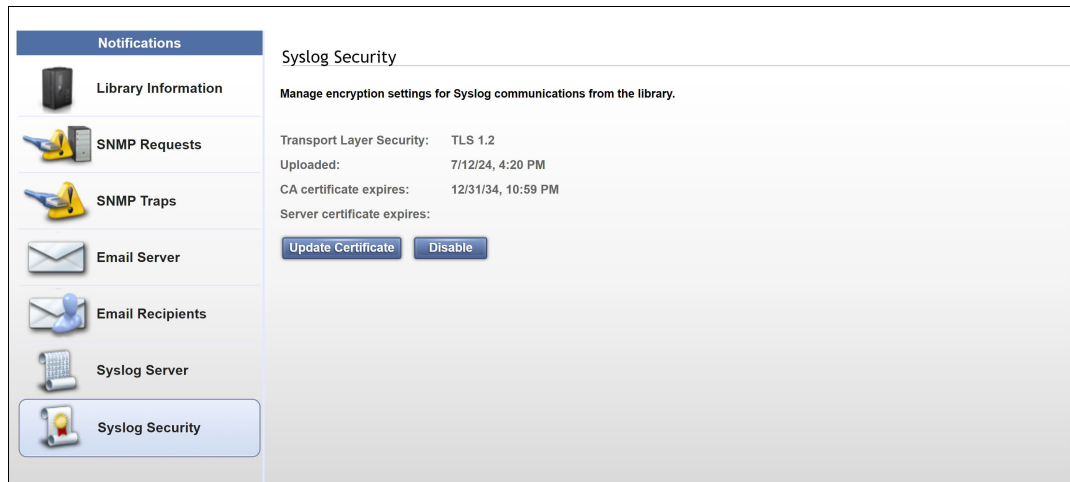 Notifications
Library Information
SNMP Requests
SNMP Traps
Email Server
Email Recipients
Syslog Server
Syslog Security
Syslog Security
Manage encryption settings for Syslog communications from the library.
Transport Layer Security: TLS 1.2
Uploaded: 7/12/24, 4:20 PM
CA certificate expires: 12/31/34, 10:59 PM
Server certificate expires:
Update Certificate Disable